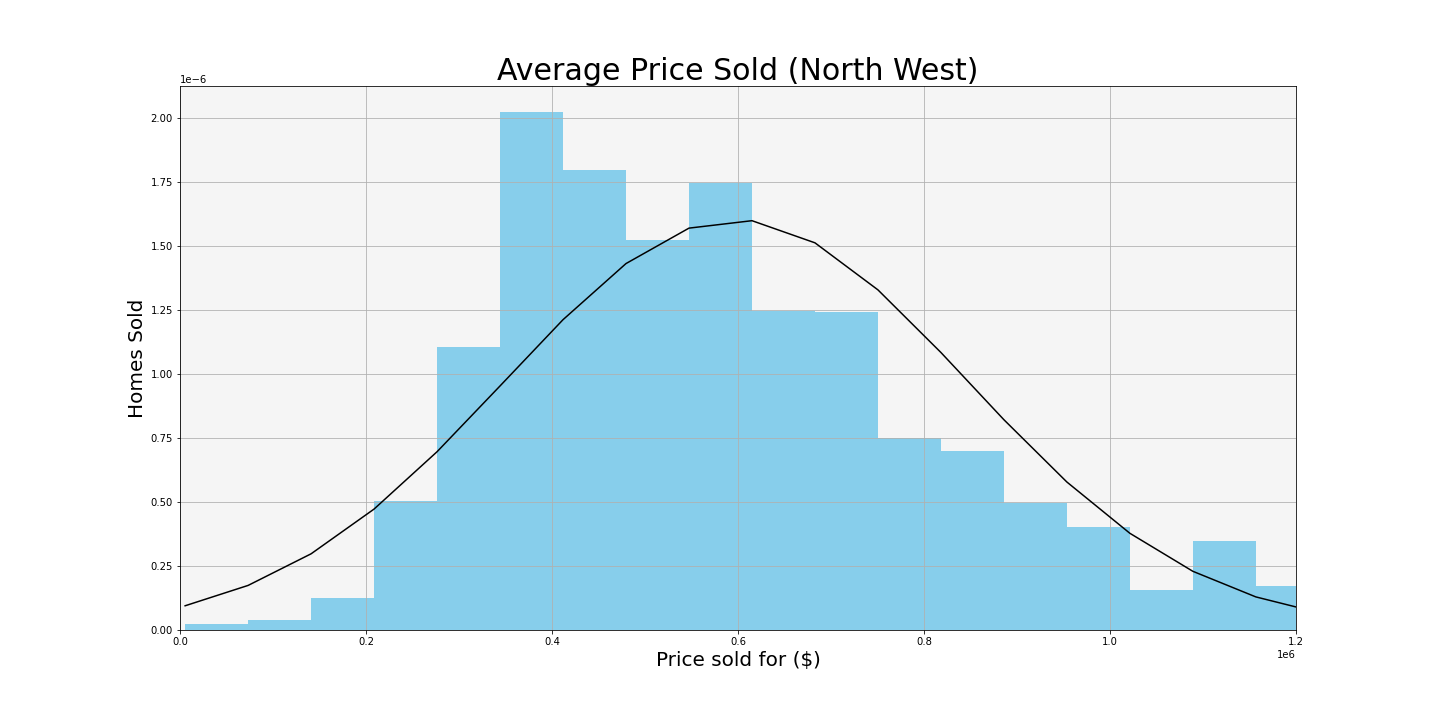 Average Price Sold (North West)
1e−6
2.00
1.75
1.50
1.25
1.00
0.75
0.50
0.25
0.00
Homes Sold
0.0 0.2 0.4 0.6 0.8 1.0 1.2
1e6
Price sold for ($)